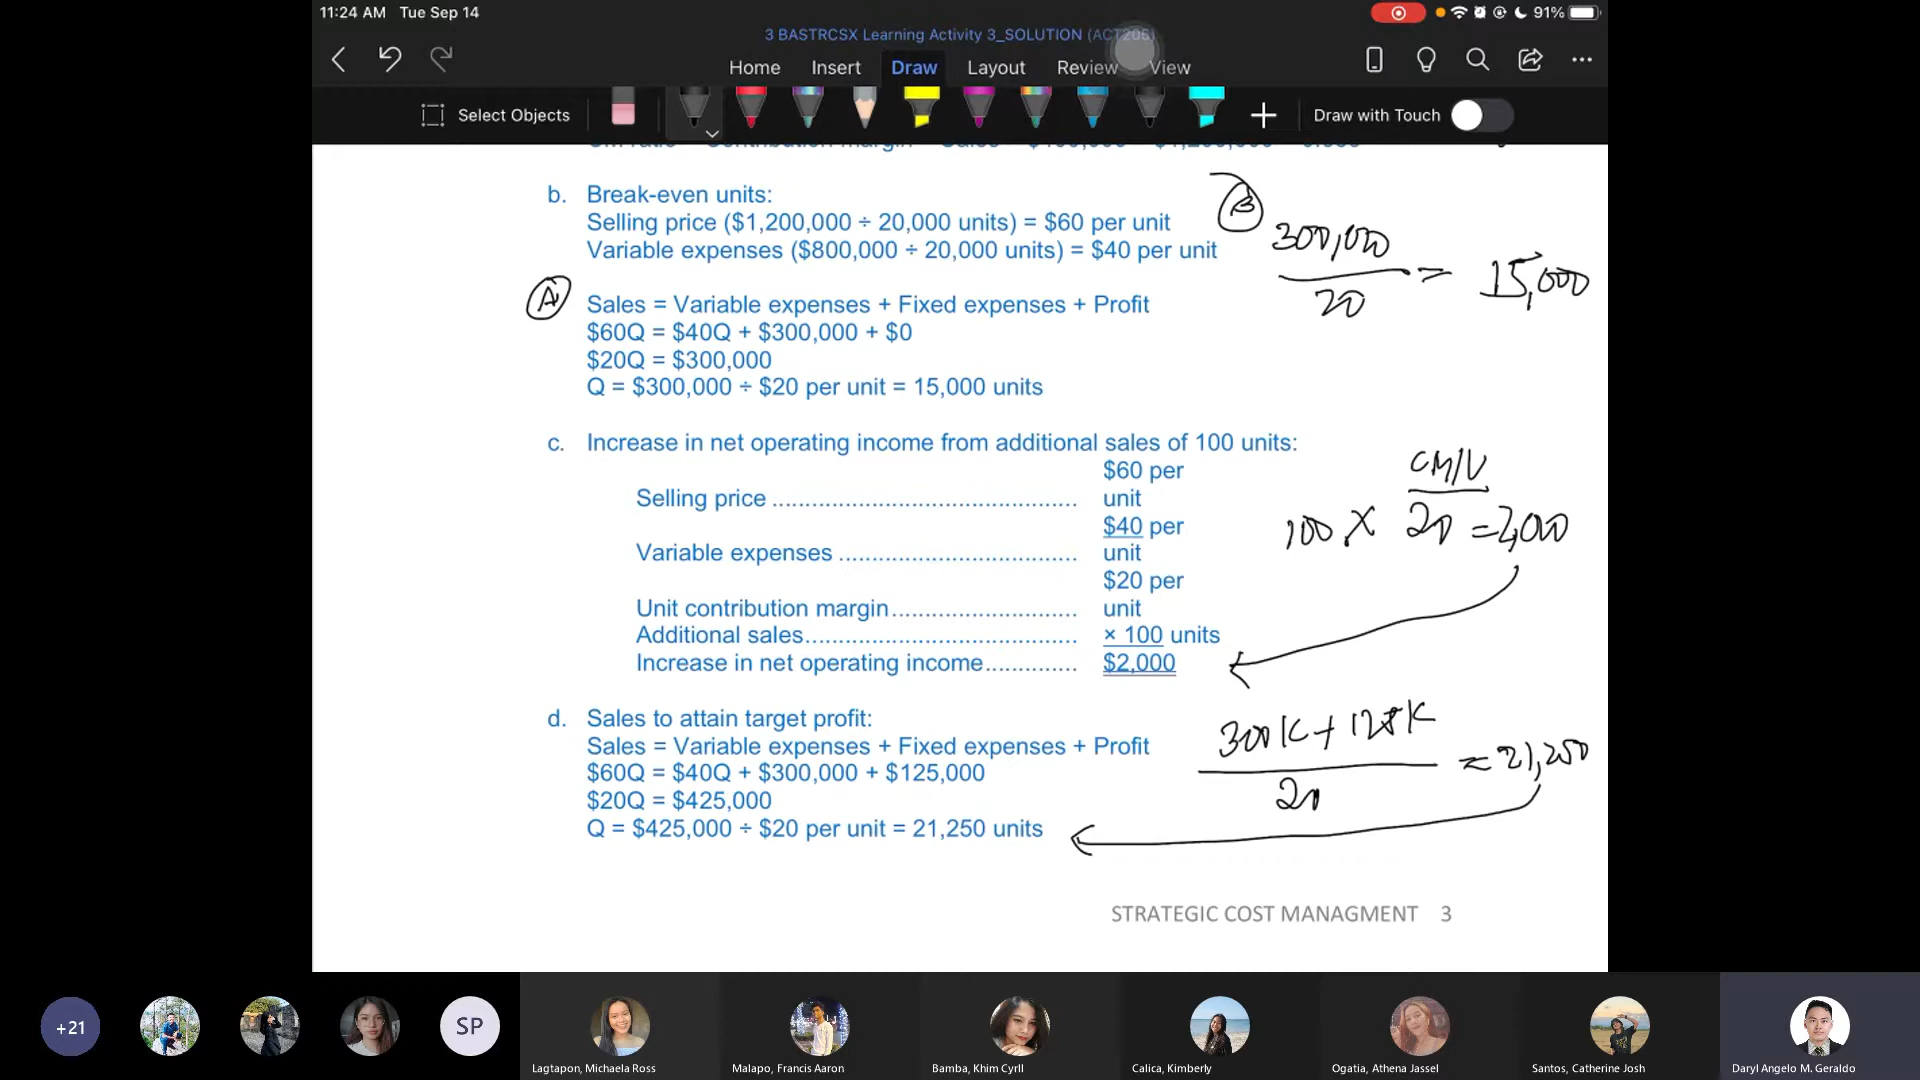 11:24 AM Tue Sep 14
91%
3 BASTRCSX Learning Activity 3_SOLUTION (ACT205)
Home Insert Draw Layout Review View
Select Objects
Draw with Touch
b. Break-even units:
Selling price ($1,200,000 ÷ 20,000 units) = $60 per unit
Variable expenses ($800,000 ÷ 20,000 units) = $40 per unit
B
300,000
20
= 15,000
A
Sales = Variable expenses + Fixed expenses + Profit
$60Q = $40Q + $300,000 + $0
$20Q = $300,000
Q = $300,000 ÷ $20 per unit = 15,000 units
c. Increase in net operating income from additional sales of 100 units:
$60 per
Selling price .............................................. unit
$40 per
Variable expenses .................................... unit
$20 per
Unit contribution margin............................ unit
Additional sales......................................... × 100 units
Increase in net operating income.............. $2,000
CM/U
100 x 20 = 2,000
d. Sales to attain target profit:
Sales = Variable expenses + Fixed expenses + Profit
$60Q = $40Q + $300,000 + $125,000
$20Q = $425,000
Q = $425,000 ÷ $20 per unit = 21,250 units
300K + 125K
20
= 21,250
STRATEGIC COST MANAGMENT 3
+21
SP
Lagtapon, Michaela Ross
Malapo, Francis Aaron
Bamba, Khim Cyrll
Calica, Kimberly
Ogatia, Athena Jassel
Santos, Catherine Josh
Daryl Angelo M. Geraldo